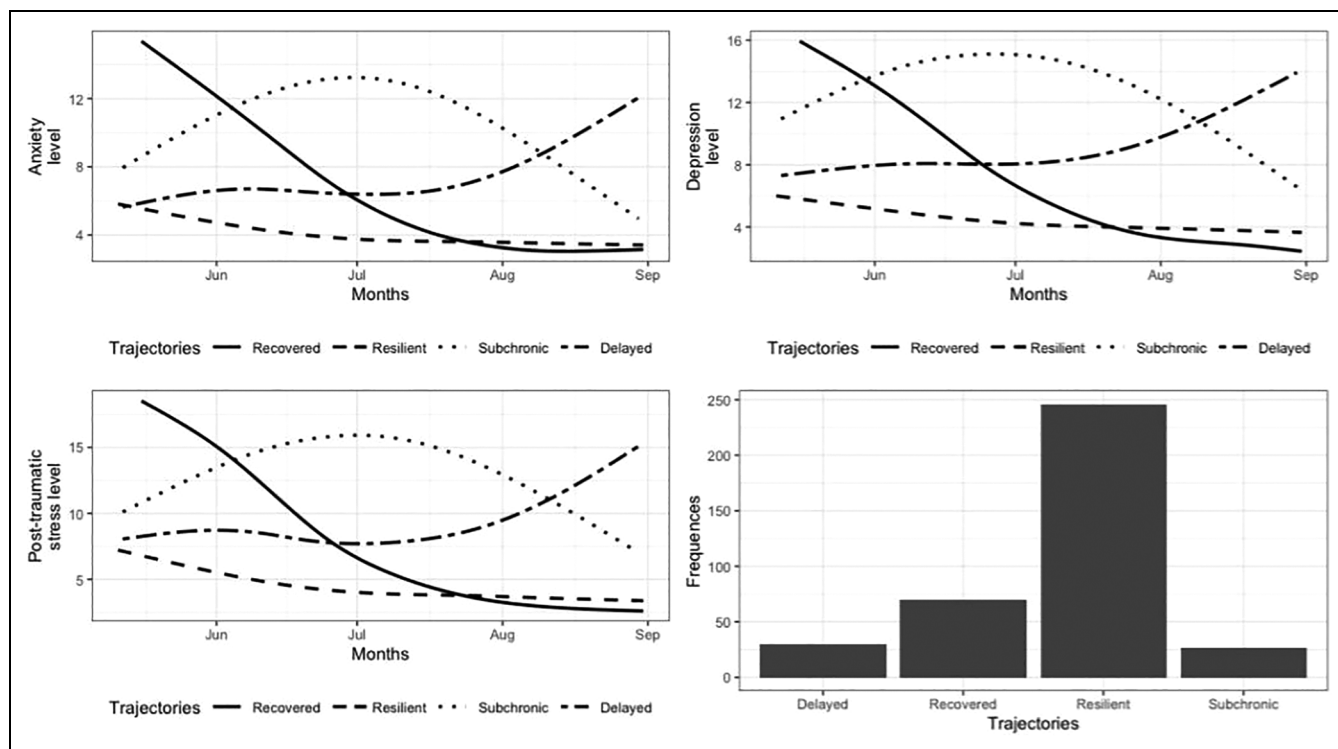 12
8
4
Anxiety
level
Jun
Jul
Aug
Sep
Months
Trajectories Recovered Resilient Subchronic Delayed
16
12
8
4
Depression
level
Jun
Jul
Aug
Sep
Months
Trajectories Recovered Resilient Subchronic Delayed
15
10
5
Post-traumatic
stress level
Jun
Jul
Aug
Sep
Months
Trajectories Recovered Resilient Subchronic Delayed
250
200
150
100
50
0
Frequences
Delayed
Recovered
Resilient
Subchronic
Trajectories